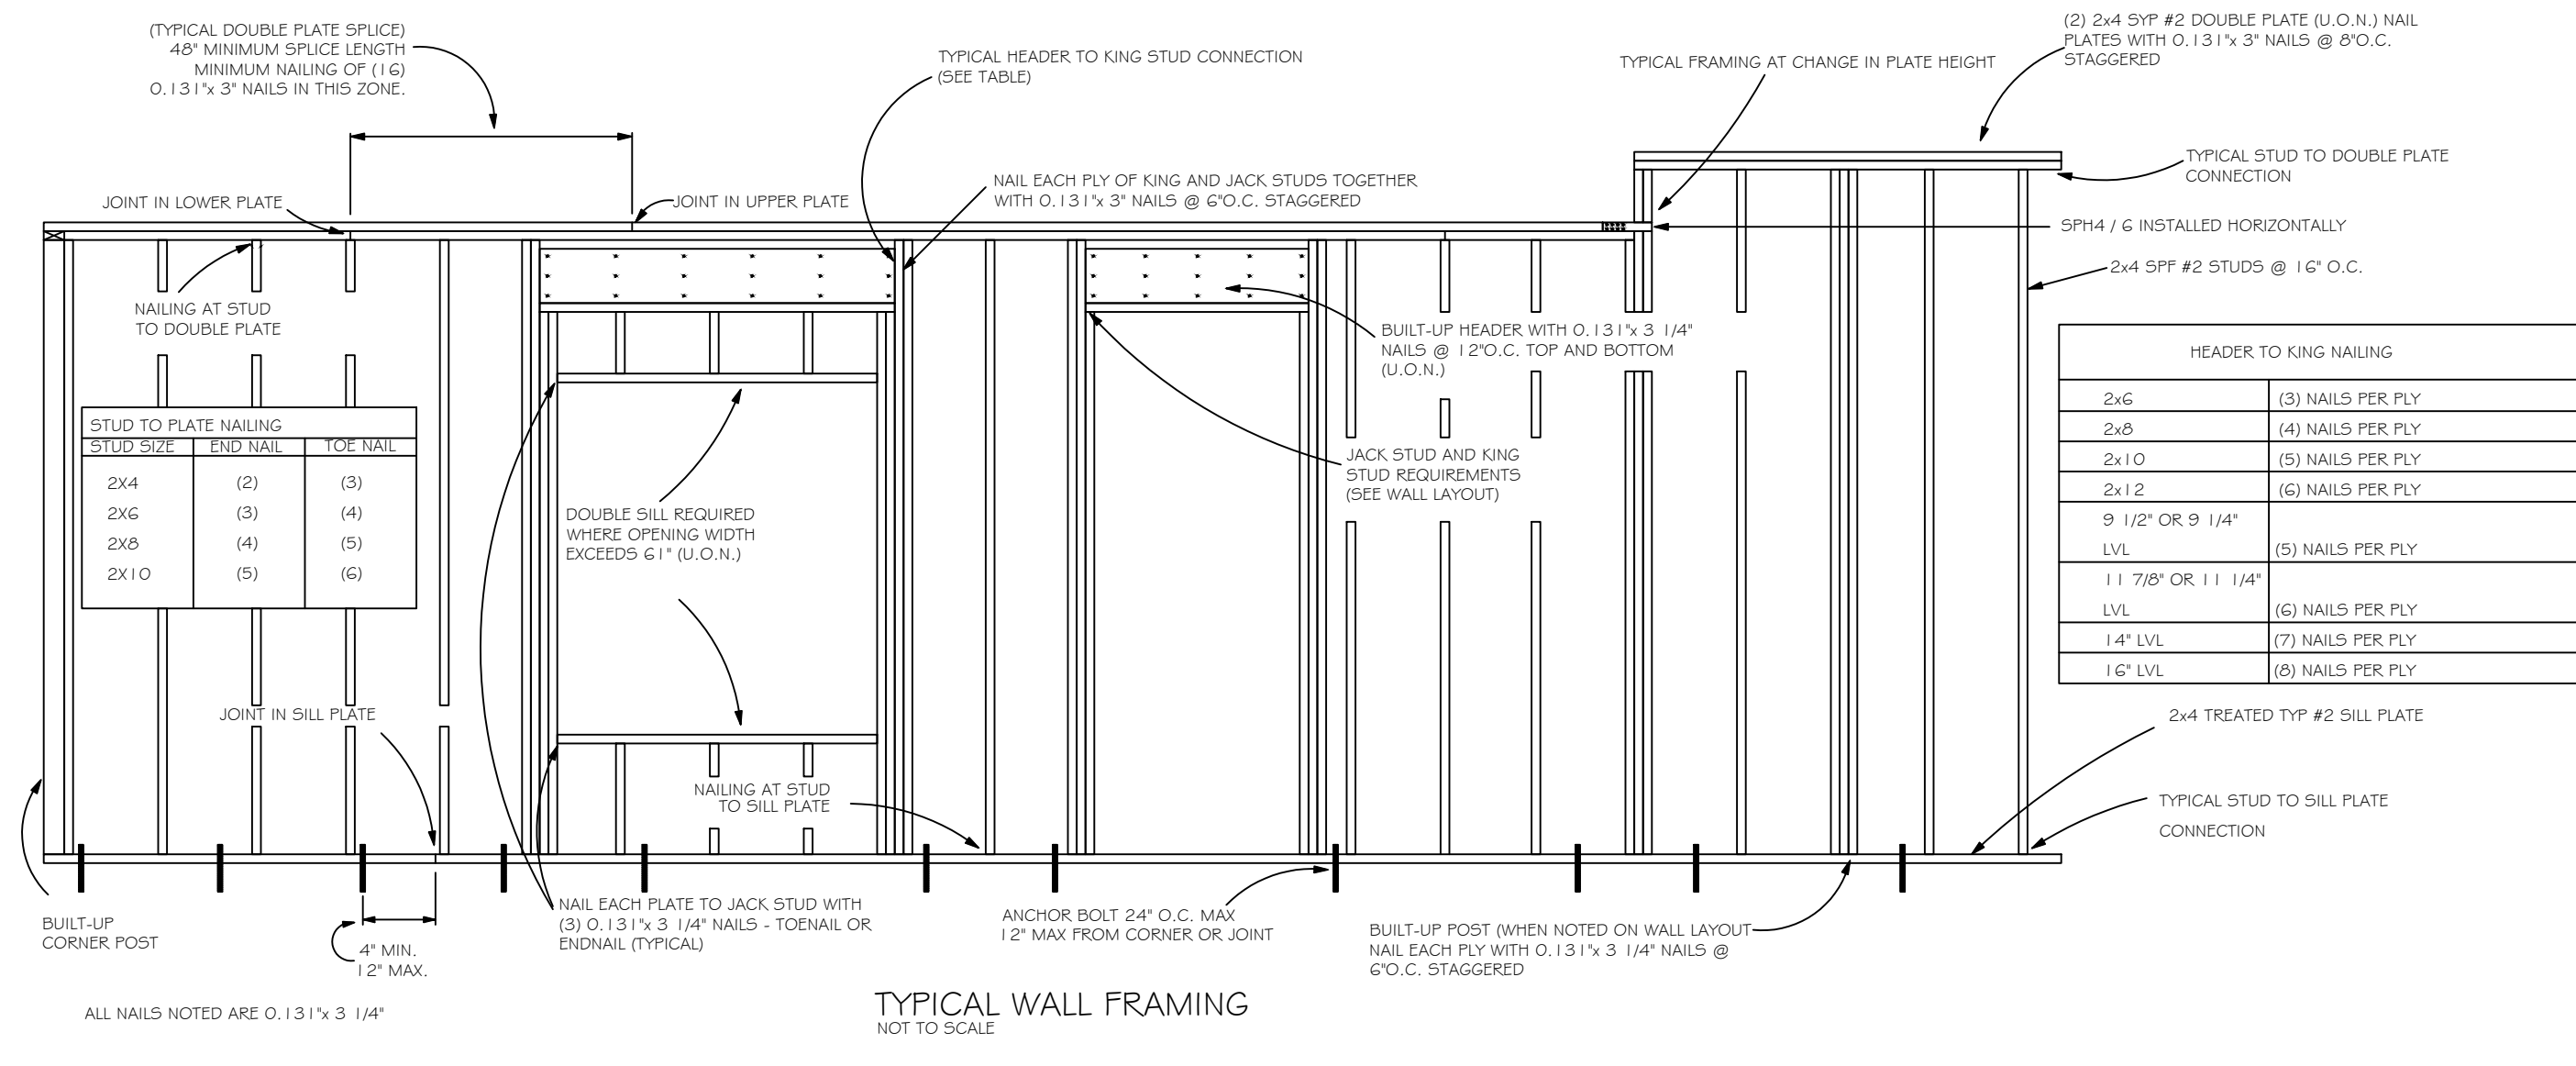 (TYPICAL DOUBLE PLATE SPLICE)
48" MINIMUM SPLICE LENGTH
MINIMUM NAILING OF (16)
0.131"x 3" NAILS IN THIS ZONE.
TYPICAL HEADER TO KING STUD CONNECTION
(SEE TABLE)
TYPICAL FRAMING AT CHANGE IN PLATE HEIGHT
(2) 2x4 SYP #2 DOUBLE PLATE (U.O.N.) NAIL
PLATES WITH 0.131"x 3" NAILS @ 8"O.C.
STAGGERED
TYPICAL STUD TO DOUBLE PLATE
CONNECTION
JOINT IN LOWER PLATE
JOINT IN UPPER PLATE
NAIL EACH PLY OF KING AND JACK STUDS TOGETHER
WITH 0.131"x 3" NAILS @ 6"O.C. STAGGERED
SPH4 / 6 INSTALLED HORIZONTALLY
2x4 SPF #2 STUDS @ 16" O.C.
NAILING AT STUD
TO DOUBLE PLATE
BUILT-UP HEADER WITH 0.131"x 3 1/4"
NAILS @ 12"O.C. TOP AND BOTTOM
(U.O.N.)
HEADER TO KING NAILING
2x6 (3) NAILS PER PLY
2x8 (4) NAILS PER PLY
2x10 (5) NAILS PER PLY
2x12 (6) NAILS PER PLY
9 1/2" OR 9 1/4"
LVL (5) NAILS PER PLY
11 7/8" OR 11 1/4"
LVL (6) NAILS PER PLY
14" LVL (7) NAILS PER PLY
16" LVL (8) NAILS PER PLY
STUD TO PLATE NAILING
STUD SIZE END NAIL TOE NAIL
2X4 (2) (3)
2X6 (3) (4)
2X8 (4) (5)
2X10 (5) (6)
JACK STUD AND KING
STUD REQUIREMENTS
(SEE WALL LAYOUT)
DOUBLE SILL REQUIRED
WHERE OPENING WIDTH
EXCEEDS 61" (U.O.N.)
JOINT IN SILL PLATE
2x4 TREATED TYP #2 SILL PLATE
NAILING AT STUD
TO SILL PLATE
TYPICAL STUD TO SILL PLATE
CONNECTION
BUILT-UP
CORNER POST
4" MIN.
12" MAX.
NAIL EACH PLATE TO JACK STUD WITH
(3) 0.131"x 3 1/4" NAILS - TOENAIL OR
ENDNAIL (TYPICAL)
ANCHOR BOLT 24" O.C. MAX
12" MAX FROM CORNER OR JOINT
BUILT-UP POST (WHEN NOTED ON WALL LAYOUT
NAIL EACH PLY WITH 0.131"x 3 1/4" NAILS @
6"O.C. STAGGERED
ALL NAILS NOTED ARE 0.131"x 3 1/4"
TYPICAL WALL FRAMING
NOT TO SCALE